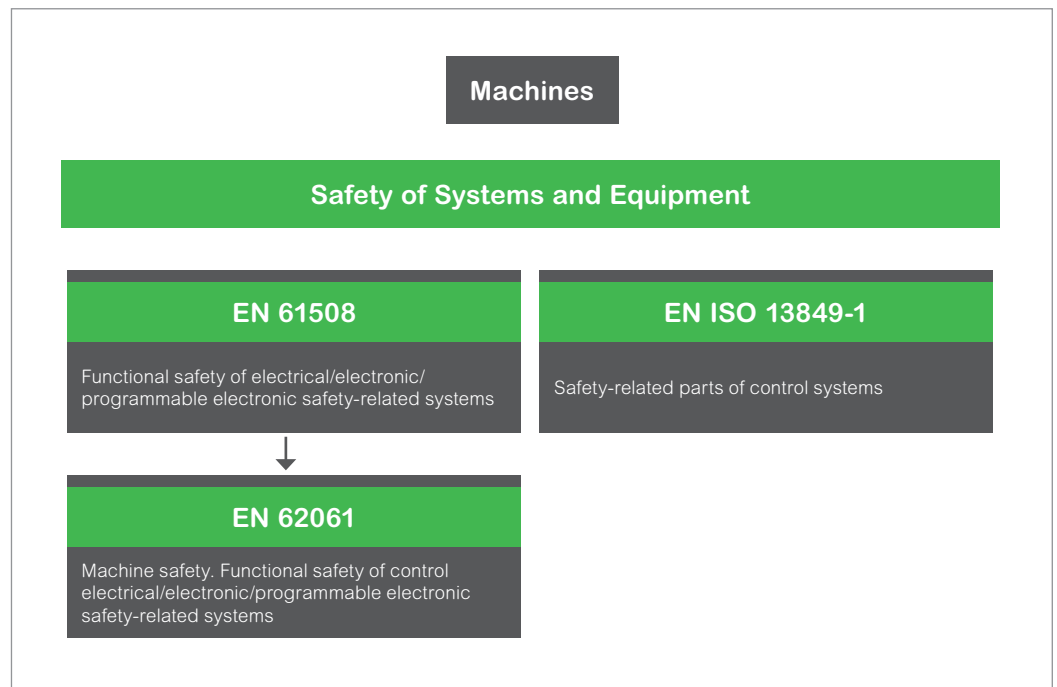 Machines
Safety of Systems and Equipment
EN 61508
Functional safety of electrical/electronic/
programmable electronic safety-related systems
EN ISO 13849-1
Safety-related parts of control systems
EN 62061
Machine safety. Functional safety of control
electrical/electronic/programmable electronic
safety-related systems